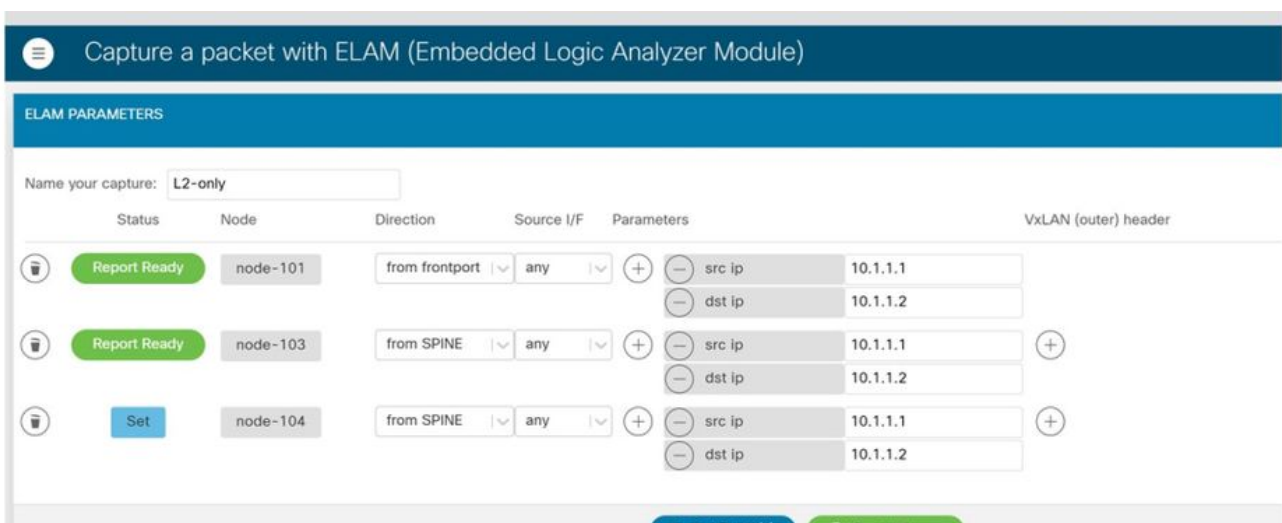 Capture a packet with ELAM (Embedded Logic Analyzer Module)
ELAM PARAMETERS
Name your capture: L2-only
Status Node Direction Source I/F Parameters VxLAN (outer) header
Report Ready node-101 from frontport any src ip 10.1.1.1
dst ip 10.1.1.2
Report Ready node-103 from SPINE any src ip 10.1.1.1
dst ip 10.1.1.2
Set node-104 from SPINE any src ip 10.1.1.1
dst ip 10.1.1.2